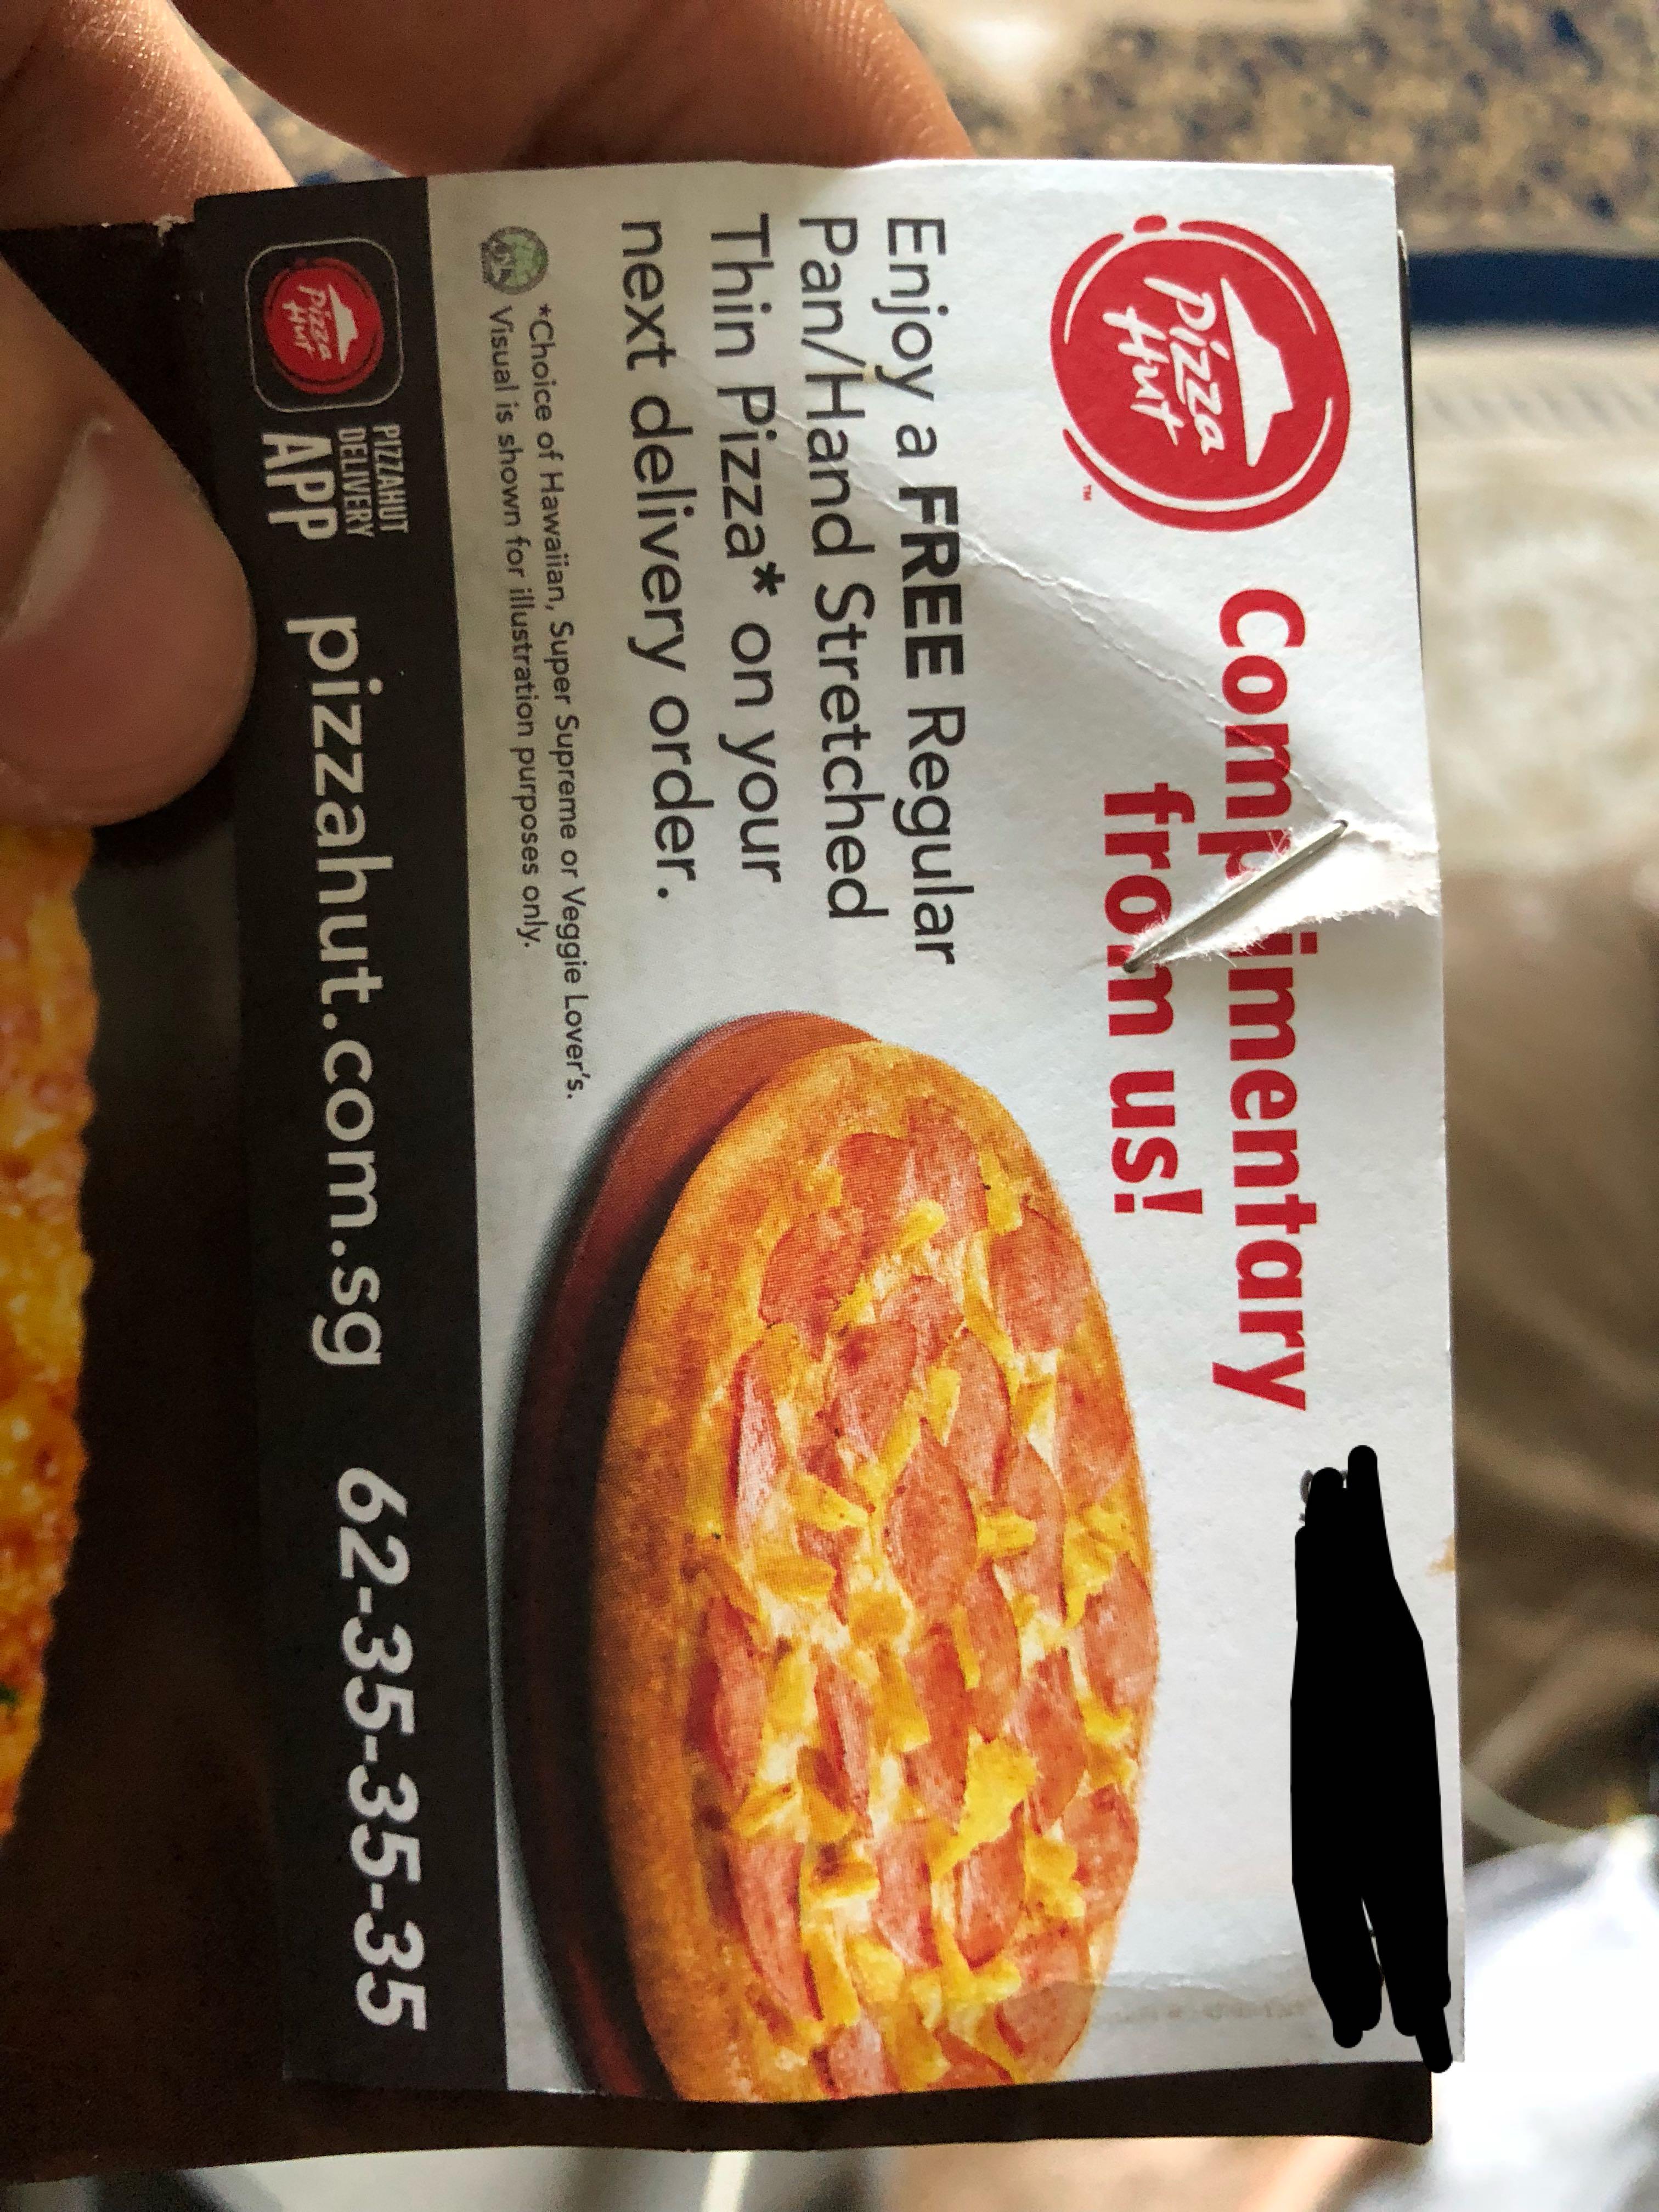 Pizza
Hut
™
Complimentary
from us!
Enjoy a FREE Regular
Pan/Hand Stretched
Thin Pizza* on your
next delivery order.
*Choice of Hawaiian, Super Supreme or Veggie Lover's.
Visual is shown for illustration purposes only.
Pizza
Hut
PIZZAHUT
DELIVERY
APP
pizzahut.com.sg
62-35-35-35